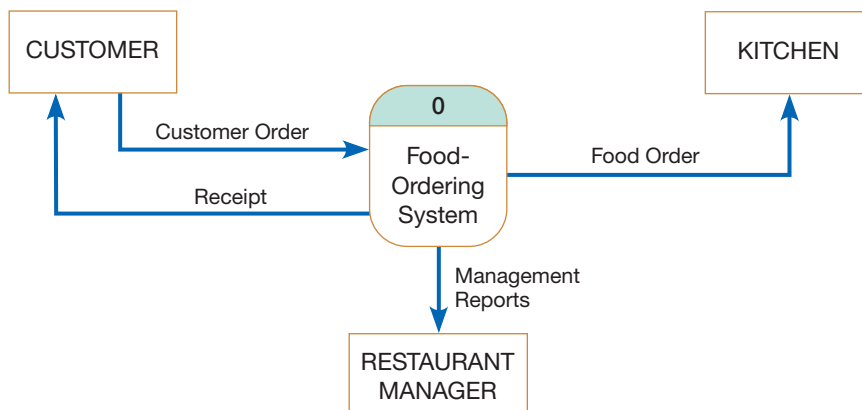 CUSTOMER
KITCHEN
0
Customer Order
Food-
Ordering
System
Food Order
Receipt
Management
Reports
RESTAURANT
MANAGER